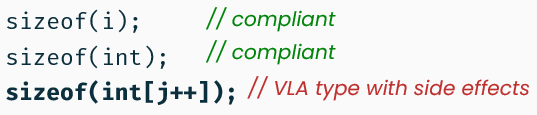 sizeof(i); // compliant
sizeof(int); // compliant
sizeof(int[j++]); // VLA type with side effects